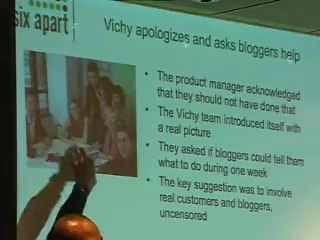 six apart
Vichy apologizes and asks bloggers help
• The product manager acknowledged
that they should not have done that
• The Vichy team introduced itself with
a real picture
• They asked if bloggers could tell them
what to do during one week
• The key suggestion was to involve
real customers and bloggers,
uncensored